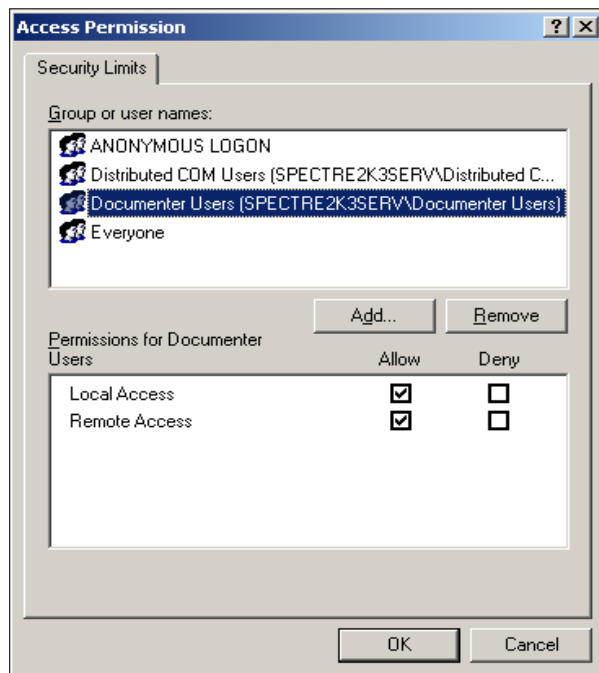 Access Permission
Security Limits
Group or user names:
ANONYMOUS LOGON
Distributed COM Users (SPECTRE2K3SERV\Distributed C...
Documenter Users (SPECTRE2K3SERV\Documenter Users)
Everyone
Add... Remove
Permissions for Documenter
Users Allow Deny
Local Access
Remote Access
OK Cancel